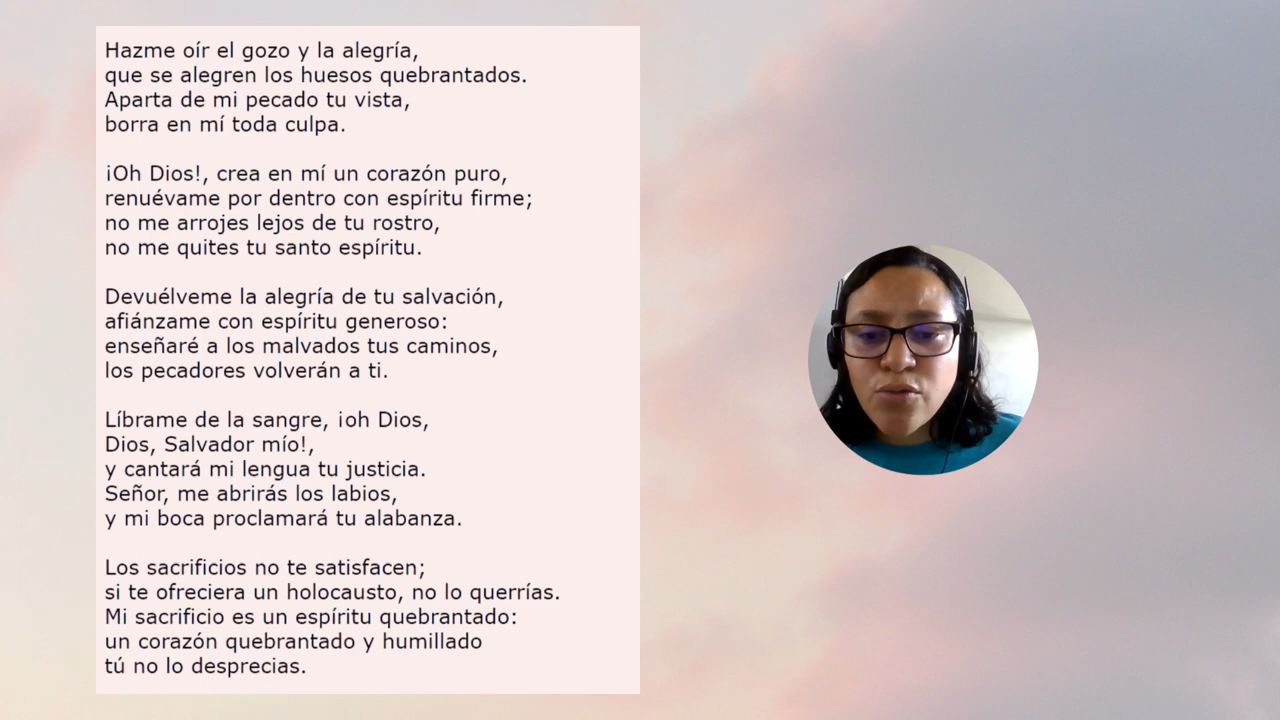 Hazme oír el gozo y la alegría,
que se alegren los huesos quebrantados.
Aparta de mi pecado tu vista,
borra en mí toda culpa.
¡Oh Dios!, crea en mí un corazón puro,
renuévame por dentro con espíritu firme;
no me arrojes lejos de tu rostro,
no me quites tu santo espíritu.
Devuélveme la alegría de tu salvación,
afiánzame con espíritu generoso:
enseñaré a los malvados tus caminos,
los pecadores volverán a ti.
Líbrame de la sangre, ¡oh Dios,
Dios, Salvador mío!,
y cantará mi lengua tu justicia.
Señor, me abrirás los labios,
y mi boca proclamará tu alabanza.
Los sacrificios no te satisfacen;
si te ofreciera un holocausto, no lo querrías.
Mi sacrificio es un espíritu quebrantado:
un corazón quebrantado y humillado
tú no lo desprecias.